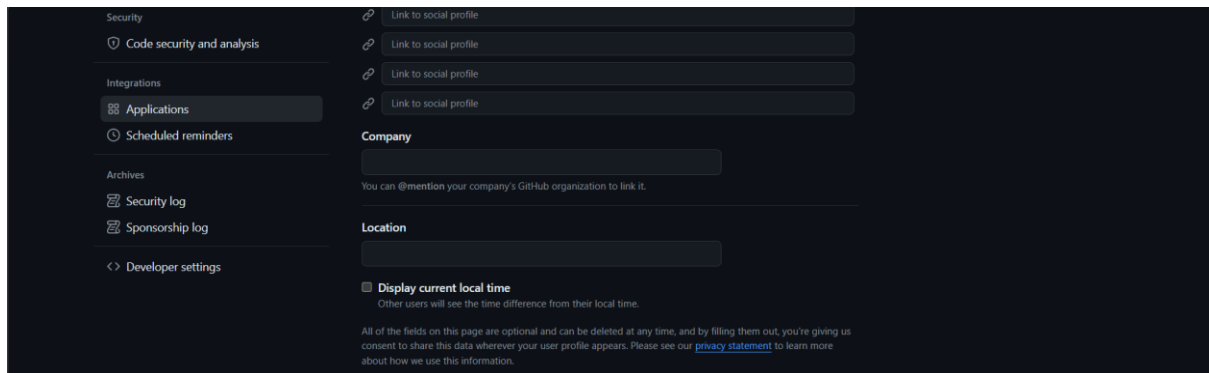 Security
Code security and analysis
Integrations
Applications
Scheduled reminders
Archives
Security log
Sponsorship log
Developer settings
Link to social profile
Link to social profile
Link to social profile
Link to social profile
Company
You can @mention your company's GitHub organization to link it.
Location
Display current local time
Other users will see the time difference from their local time.
All of the fields on this page are optional and can be deleted at any time, and by filling them out, you're giving us
consent to share this data wherever your user profile appears. Please see our privacy statement to learn more
about how we use this information.